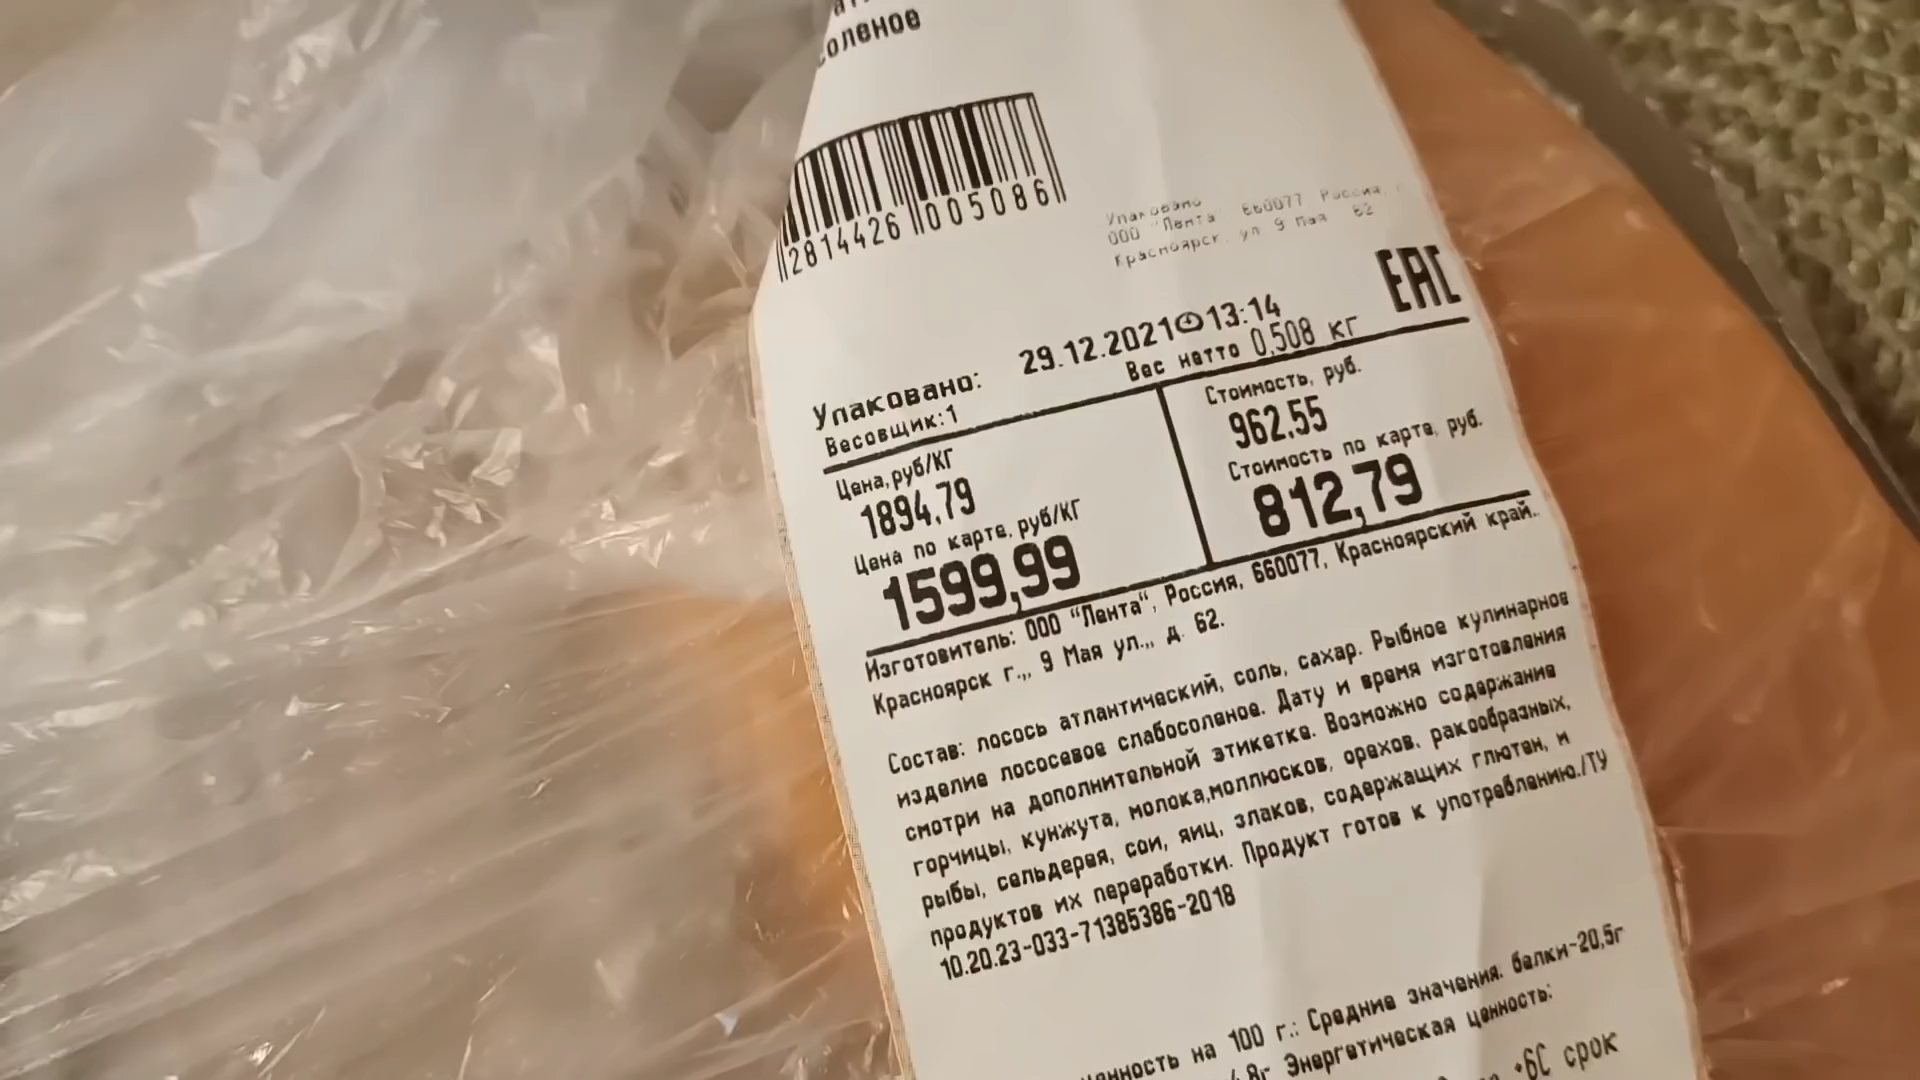 соленое
2814426 005086
Упаковано
ООО "Лента" 660077 Россия,
Красноярск, ул 9 Мая 62
EAC
Упаковано: 29.12.2021 13:14
Весовщик:1 Вес нетто 0,508 кг
Цена,руб/КГ
1894,79
Цена по карте, руб/КГ
1599,99
Стоимость, руб.
962,55
Стоимость по карте, руб.
812,79
Изготовитель: ООО "Лента", Россия, 660077, Красноярский край.
Красноярск г.,, 9 Мая ул.,, д. 62.
Состав: лосось атлантический, соль, сахар. Рыбное кулинарное
изделие лососевое слабосоленое. Дату и время изготовления
смотри на дополнительной этикетке. Возможно содержание
горчицы, кунжута, молока,моллюсков, орехов, ракообразных,
рыбы, сельдерея, сои, яиц, злаков, содержащих глютен, и
продуктов их переработки. Продукт готов к употреблению./ТУ
10.20.23-033-71385386-2018
на 100 г.: Средние значения: белки-20,5г
Энергетическая ценность:
+6С срок